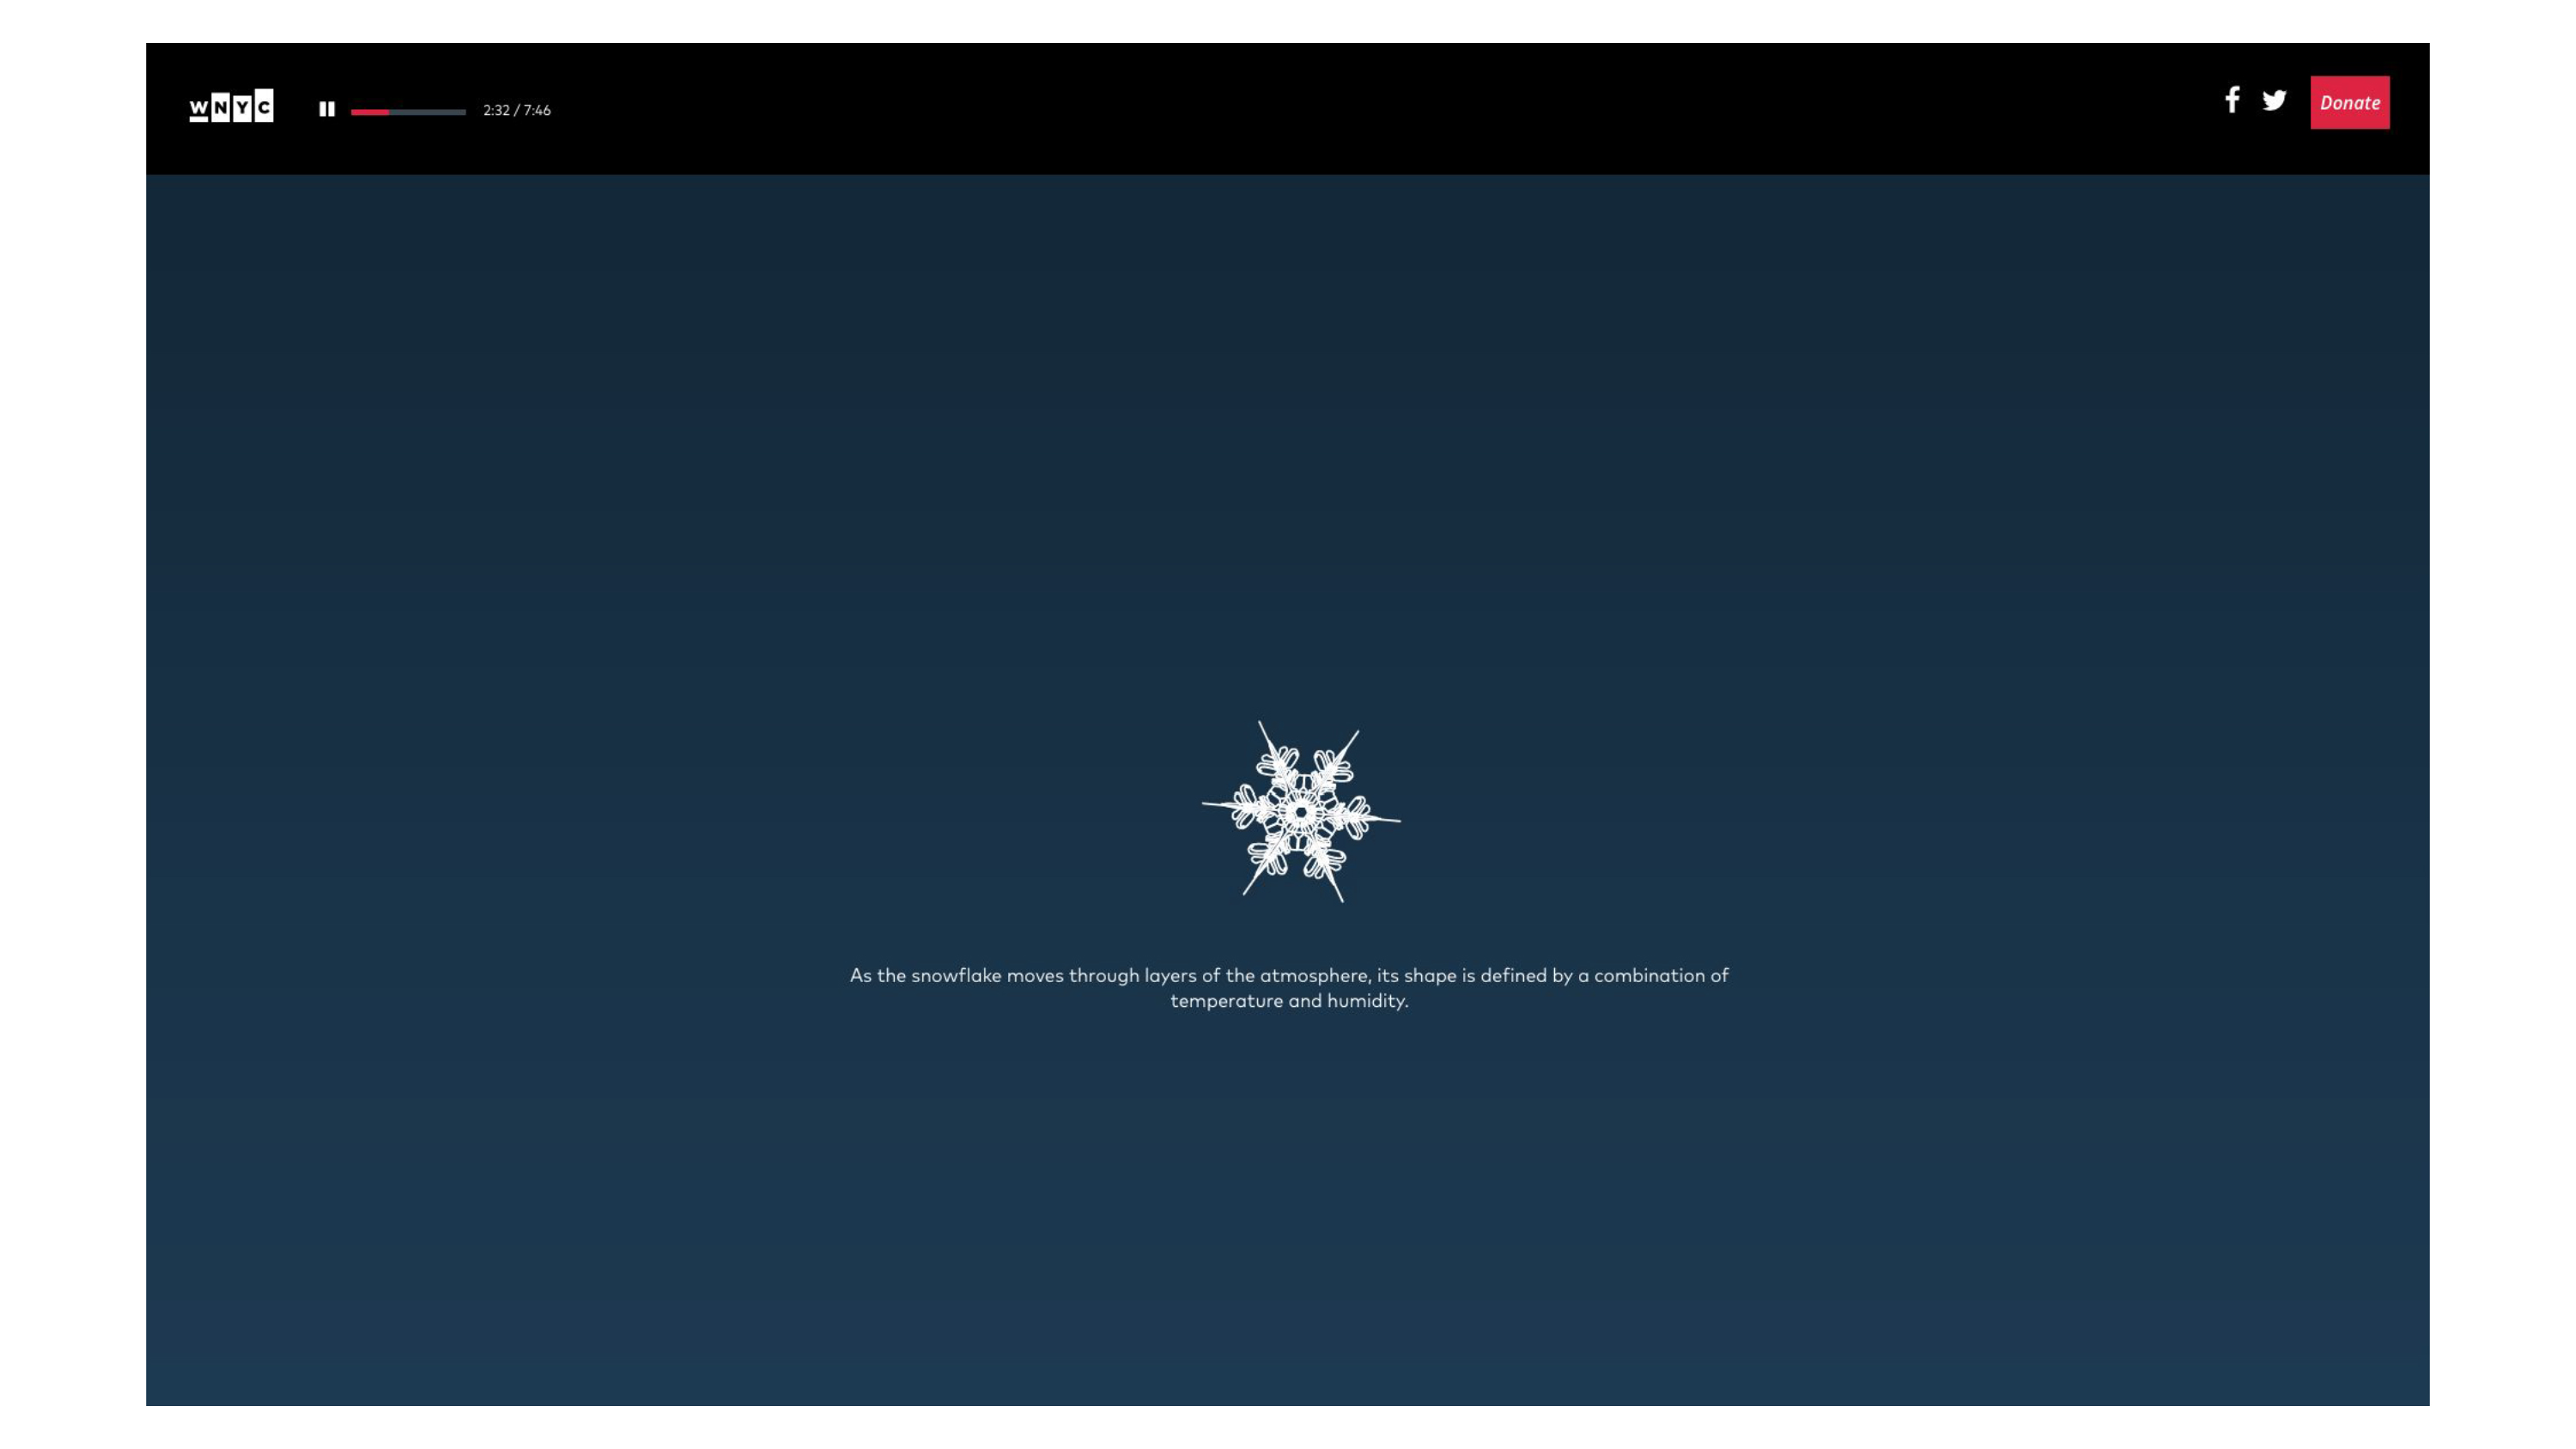 WNYC
2:32 / 7:46
Donate
As the snowflake moves through layers of the atmosphere, its shape is defined by a combination of
temperature and humidity.